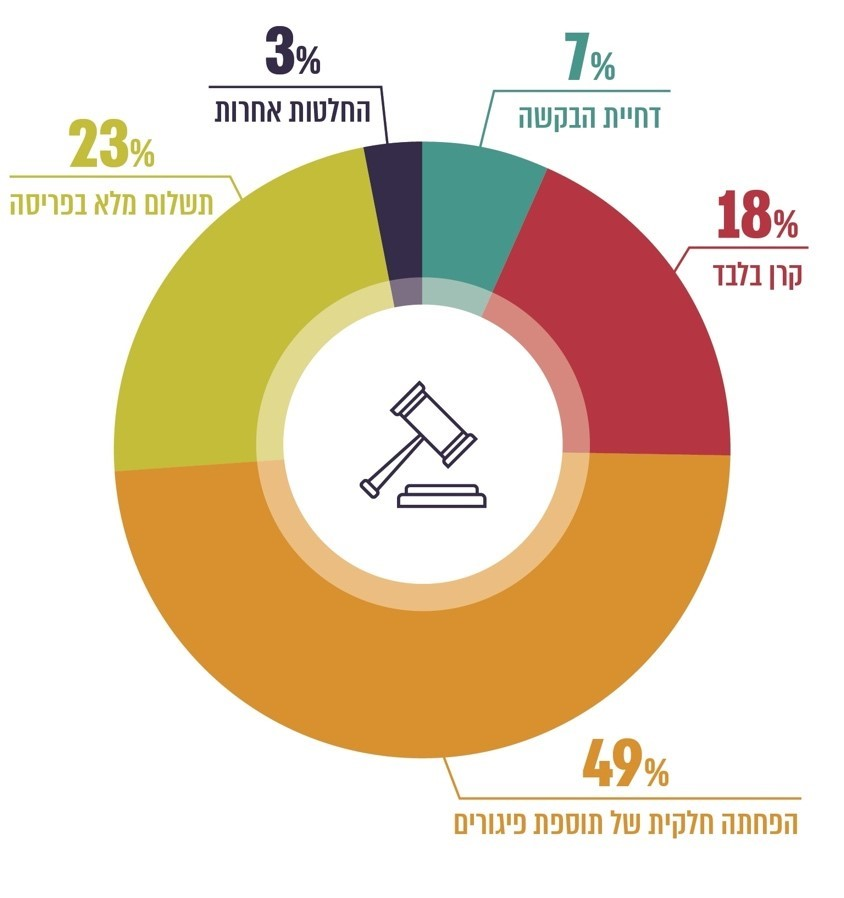 3%
החלטות אחרות
7%
דחיית הבקשה
23%
תשלום מלא בפריסה
18%
קרן בלבד
49%
הפחתה חלקית של תוספת פיגורים